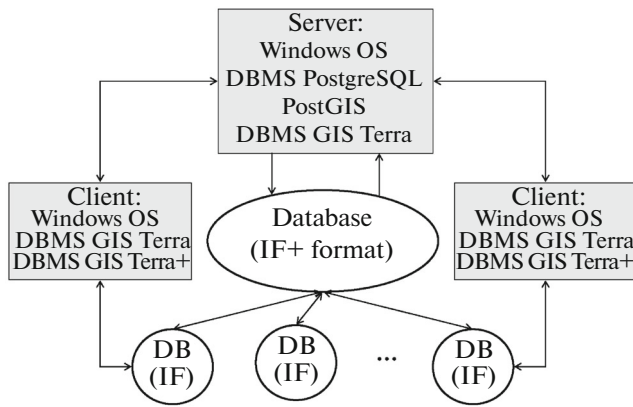 Server:
Windows OS
DBMS PostgreSQL
PostGIS
DBMS GIS Terra
Client:
Windows OS
DBMS GIS Terra
DBMS GIS Terra+
Database
(IF+ format)
Client:
Windows OS
DBMS GIS Terra
DBMS GIS Terra+
DB
(IF)
DB
(IF)
...
DB
(IF)